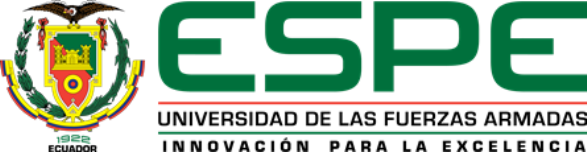 ESPE
UNIVERSIDAD DE LAS FUERZAS ARMADAS
INNOVACIÓN PARA LA EXCELENCIA
1922
ECUADOR